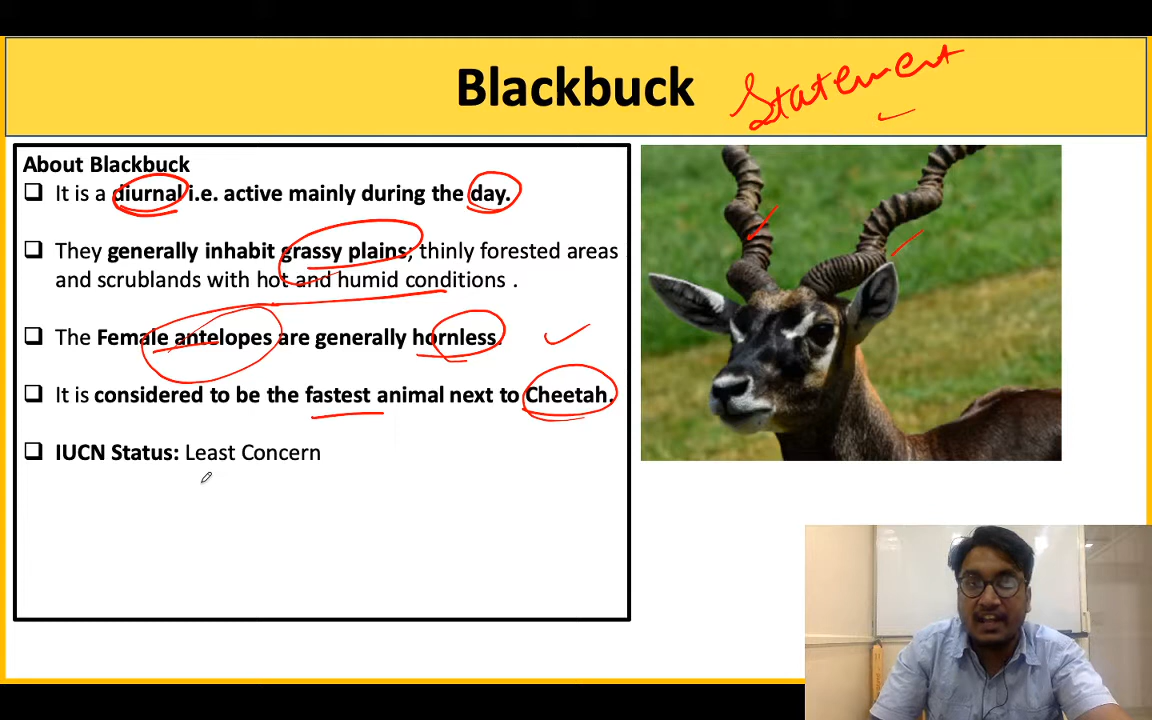 Blackbuck
Statement
About Blackbuck
It is a diurnal i.e. active mainly during the day.
They generally inhabit grassy plains, thinly forested areas
and scrublands with hot and humid conditions .
The Female antelopes are generally hornless.
It is considered to be the fastest animal next to Cheetah.
IUCN Status: Least Concern